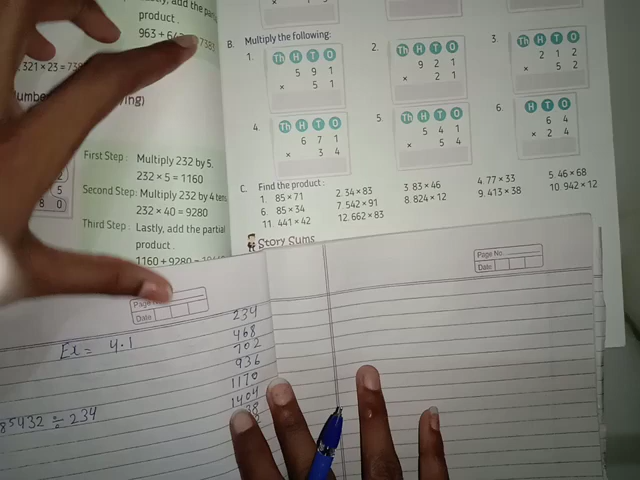 product.
963 + 64
321 × 23 = 738
First Step : Multiply 232 by 5.
232 × 5 = 1160
Second Step: Multiply 232 by 4 tens
232 × 40 = 9280
Third Step : Lastly, add the partial
product.
1160 + 9280
5
8 0
B. Multiply the following:
1. Th H T O
5 9 1
× 5 1
2. Th H T O
9 2 1
× 2 1
3. Th H T O
2 1 2
× 5 2
4. Th H T O
6 7 1
× 3 4
5. Th H T O
5 4 1
× 5 4
6. H T O
6 4
× 2 4
C. Find the product:
1. 85×71 2. 34×83 3 83×46 4. 77×33 5. 46×68
6. 85×34 7. 542×91 8. 824×12 9. 413×38 10. 942×12
11. 441×42 12. 662×83
Story Sums
Page
Date
Page No.
Date
Ex = 4.1
85432 ÷ 234
234
468
702
936
1170
1404